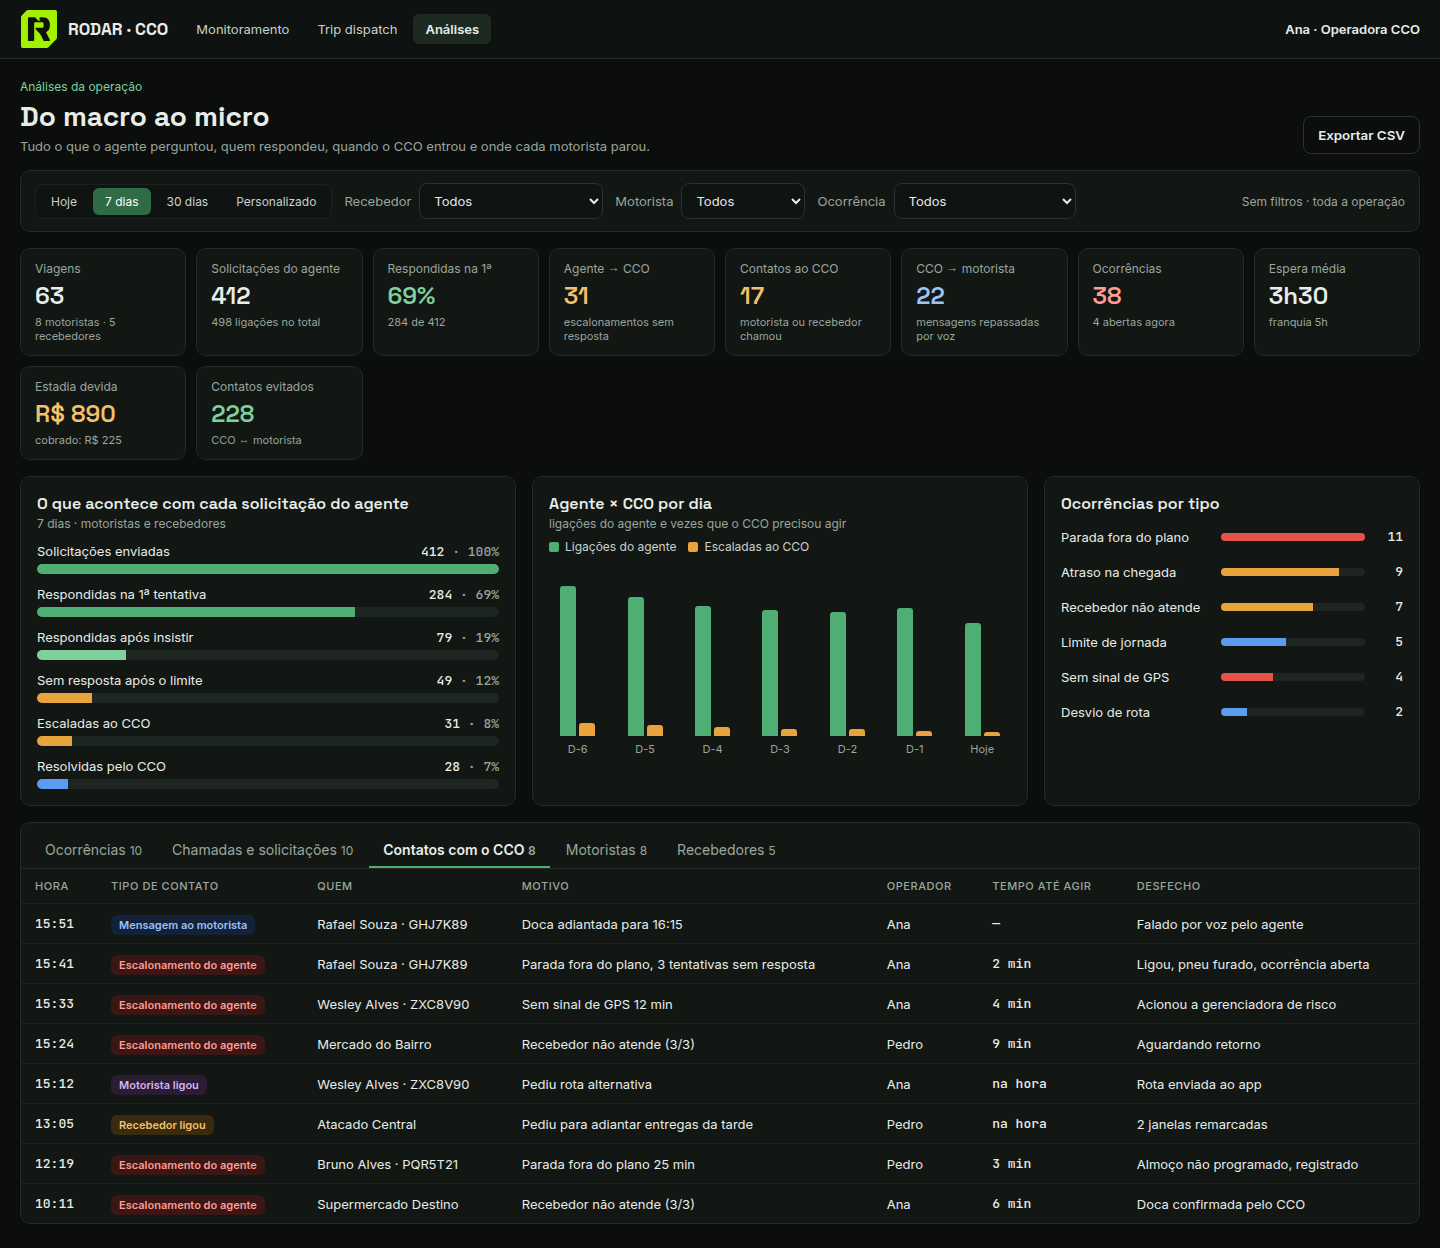 RODAR · CCO
Monitoramento
Trip dispatch
Análises
Ana · Operadora CCO
Análises da operação
Do macro ao micro
Tudo o que o agente perguntou, quem respondeu, quando o CCO entrou e onde cada motorista parou.
Exportar CSV
Hoje
7 dias
30 dias
Personalizado
Recebedor
Todos
Motorista
Todos
Ocorrência
Todos
Sem filtros · toda a operação
Viagens
63
8 motoristas · 5
recebedores
Solicitações do agente
412
498 ligações no total
Respondidas na 1ª
69%
284 de 412
Agente → CCO
31
escalonamentos sem
resposta
Contatos ao CCO
17
motorista ou recebedor
chamou
CCO → motorista
22
mensagens repassadas
por voz
Ocorrências
38
4 abertas agora
Espera média
3h30
franquia 5h
Estadia devida
R$ 890
cobrado: R$ 225
Contatos evitados
228
CCO ↔ motorista
O que acontece com cada solicitação do agente
7 dias · motoristas e recebedores
Solicitações enviadas 412 · 100%
Respondidas na 1ª tentativa 284 · 69%
Respondidas após insistir 79 · 19%
Sem resposta após o limite 49 · 12%
Escaladas ao CCO 31 · 8%
Resolvidas pelo CCO 28 · 7%
Agente × CCO por dia
ligações do agente e vezes que o CCO precisou agir
Ligações do agente Escaladas ao CCO
D-6 D-5 D-4 D-3 D-2 D-1 Hoje
Ocorrências por tipo
Parada fora do plano 11
Atraso na chegada 9
Recebedor não atende 7
Limite de jornada 5
Sem sinal de GPS 4
Desvio de rota 2
Ocorrências 10
Chamadas e solicitações 10
Contatos com o CCO 8
Motoristas 8
Recebedores 5
HORA TIPO DE CONTATO QUEM MOTIVO OPERADOR TEMPO ATÉ AGIR DESFECHO
15:51 Mensagem ao motorista Rafael Souza · GHJ7K89 Doca adiantada para 16:15 Ana — Falado por voz pelo agente
15:41 Escalonamento do agente Rafael Souza · GHJ7K89 Parada fora do plano, 3 tentativas sem resposta Ana 2 min Ligou, pneu furado, ocorrência aberta
15:33 Escalonamento do agente Wesley Alves · ZXC8V90 Sem sinal de GPS 12 min Ana 4 min Acionou a gerenciadora de risco
15:24 Escalonamento do agente Mercado do Bairro Recebedor não atende (3/3) Pedro 9 min Aguardando retorno
15:12 Motorista ligou Wesley Alves · ZXC8V90 Pediu rota alternativa Ana na hora Rota enviada ao app
13:05 Recebedor ligou Atacado Central Pediu para adiantar entregas da tarde Pedro na hora 2 janelas remarcadas
12:19 Escalonamento do agente Bruno Alves · PQR5T21 Parada fora do plano 25 min Pedro 3 min Almoço não programado, registrado
10:11 Escalonamento do agente Supermercado Destino Recebedor não atende (3/3) Ana 6 min Doca confirmada pelo CCO